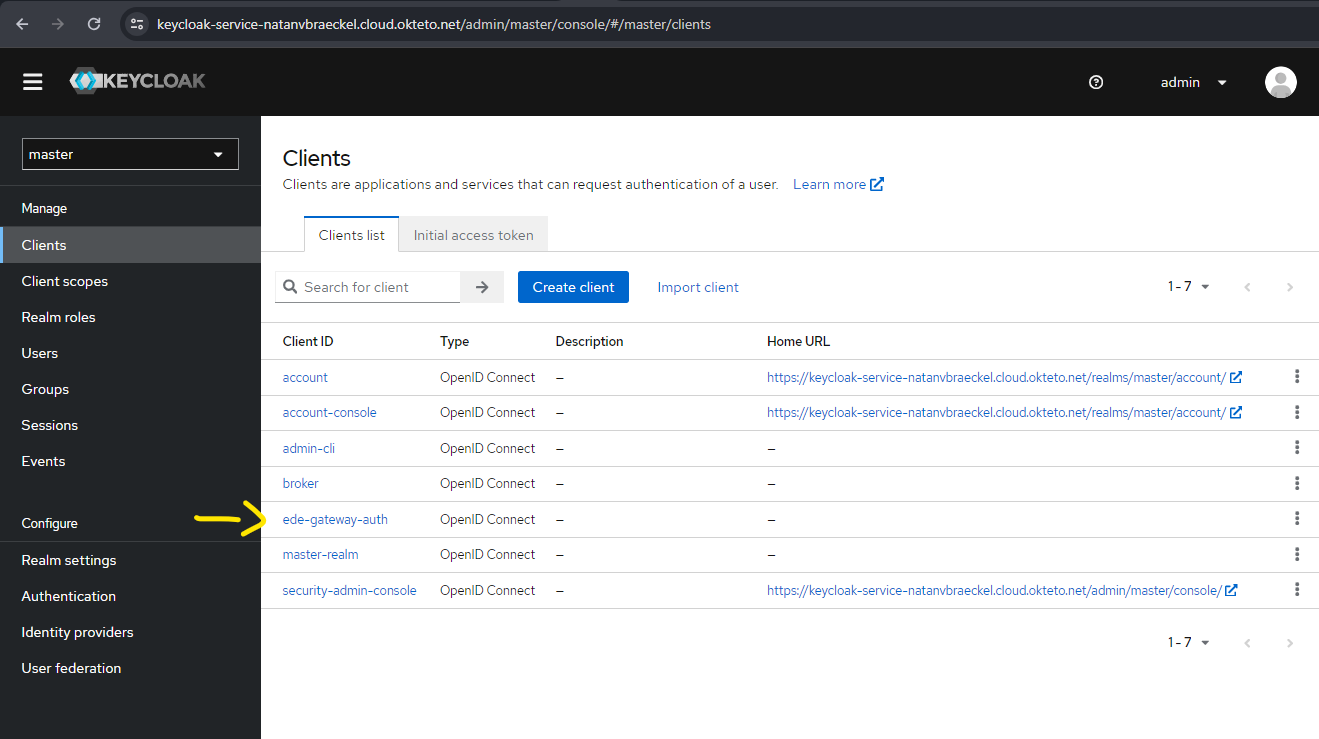 keycloak-service-natanvbraeckel.cloud.okteto.net/admin/master/console/#/master/clients
KEYCLOAK
admin
master
Manage
Clients
Client scopes
Realm roles
Users
Groups
Sessions
Events
Configure
Realm settings
Authentication
Identity providers
User federation
Clients
Clients are applications and services that can request authentication of a user. Learn more
Clients list Initial access token
Search for client Create client Import client 1 - 7
Client ID Type Description Home URL
account OpenID Connect – https://keycloak-service-natanvbraeckel.cloud.okteto.net/realms/master/account/
account-console OpenID Connect – https://keycloak-service-natanvbraeckel.cloud.okteto.net/realms/master/account/
admin-cli OpenID Connect – –
broker OpenID Connect – –
ede-gateway-auth OpenID Connect – –
master-realm OpenID Connect – –
security-admin-console OpenID Connect – https://keycloak-service-natanvbraeckel.cloud.okteto.net/admin/master/console/
1 - 7